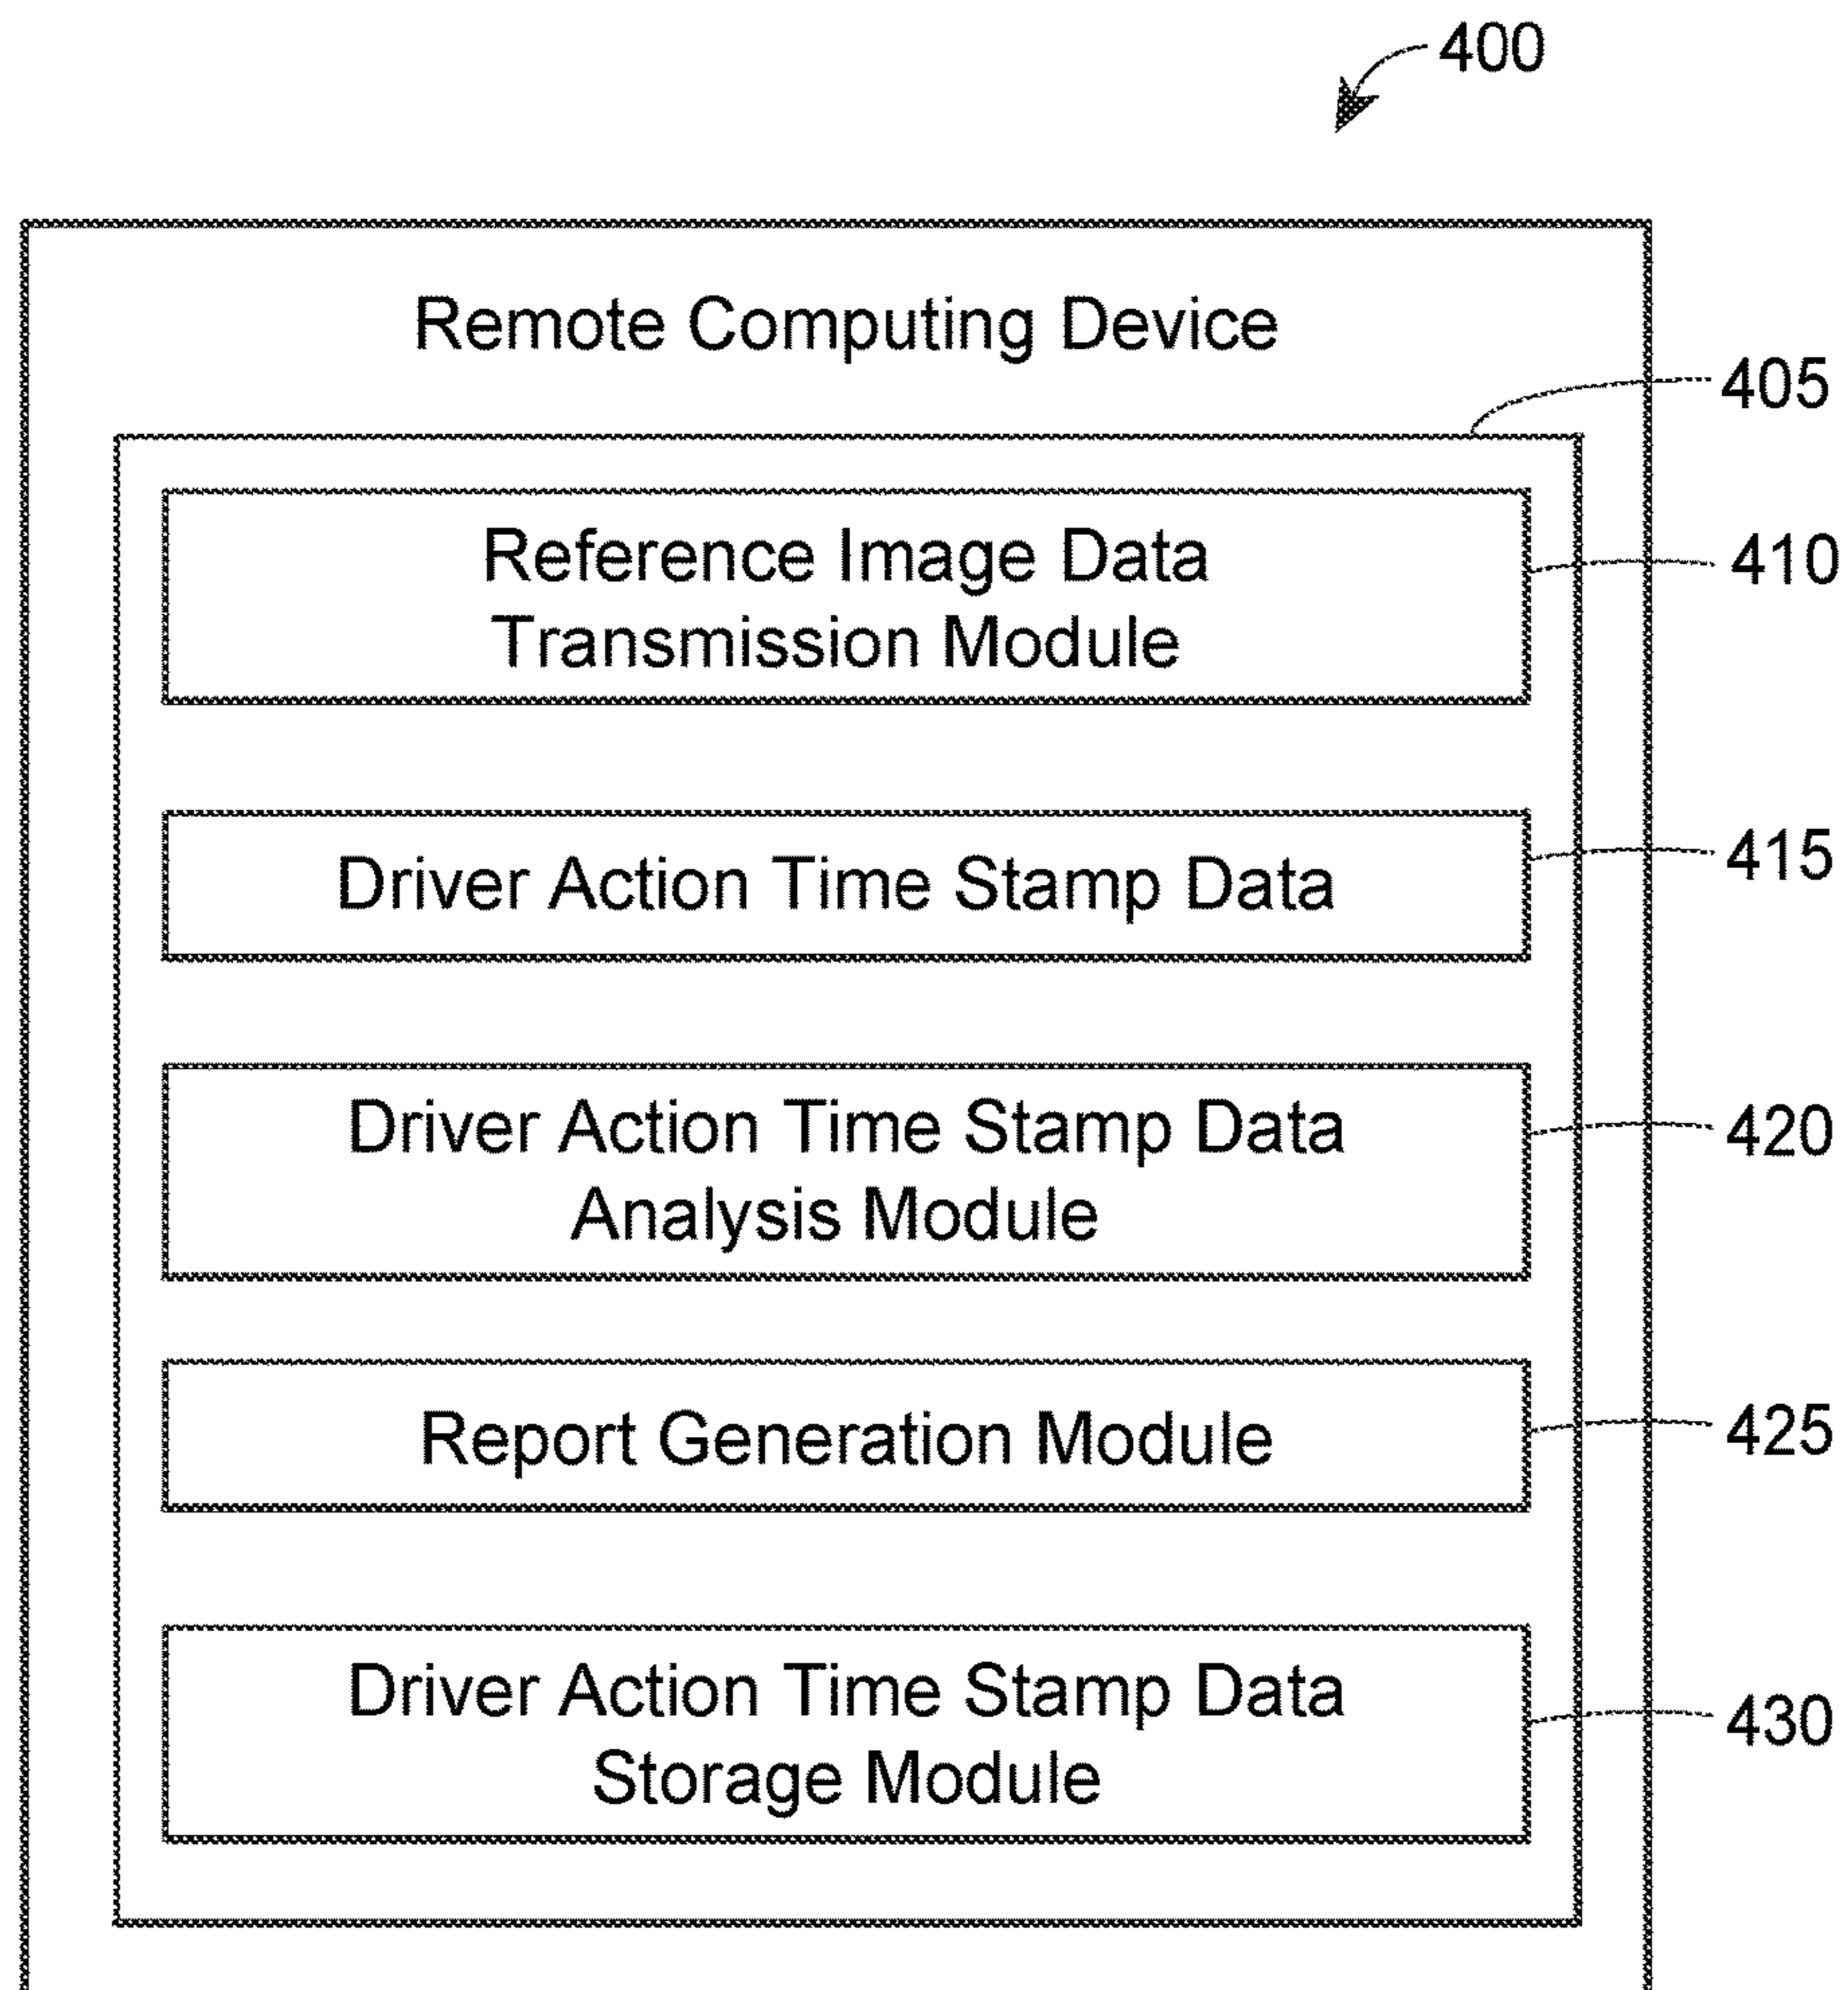 400
Remote Computing Device
405
Reference Image Data
Transmission Module
410
Driver Action Time Stamp Data
415
Driver Action Time Stamp Data
Analysis Module
420
Report Generation Module
425
Driver Action Time Stamp Data
Storage Module
430